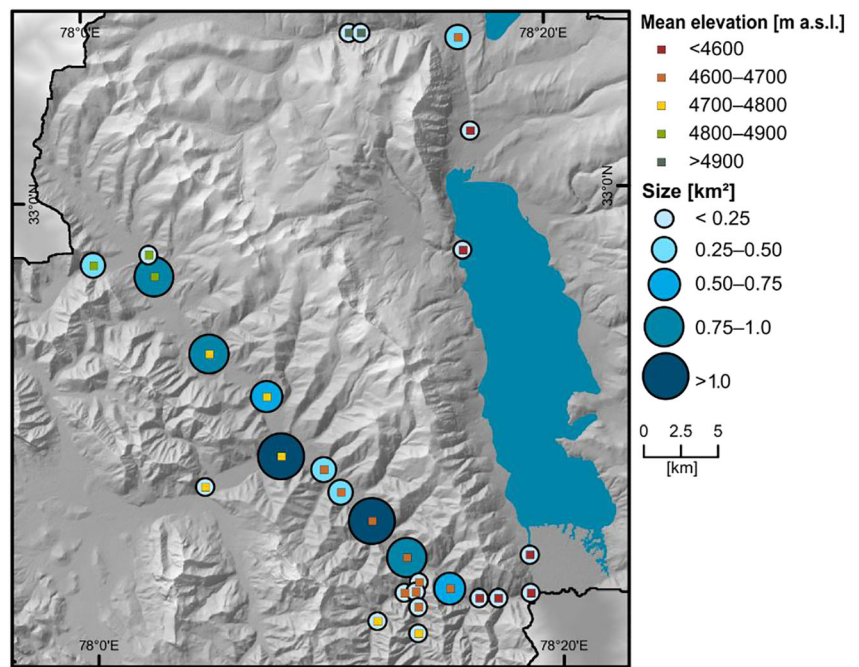 78°0'E
78°20'E
33°0'N
33°0'N
78°0'E
78°20'E
Mean elevation [m a.s.l.]
<4600
4600–4700
4700–4800
4800–4900
>4900
Size [km²]
< 0.25
0.25–0.50
0.50–0.75
0.75–1.0
>1.0
0 2.5 5
[km]